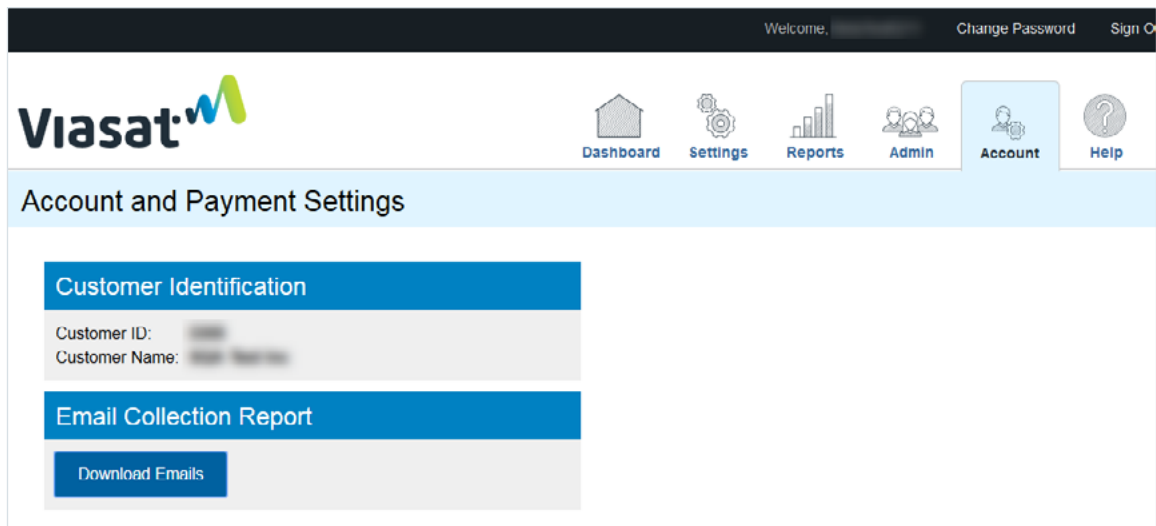 Welcome, Change Password Sign O
Viasat
Dashboard Settings Reports Admin Account Help
Account and Payment Settings
Customer Identification
Customer ID:
Customer Name:
Email Collection Report
Download Emails